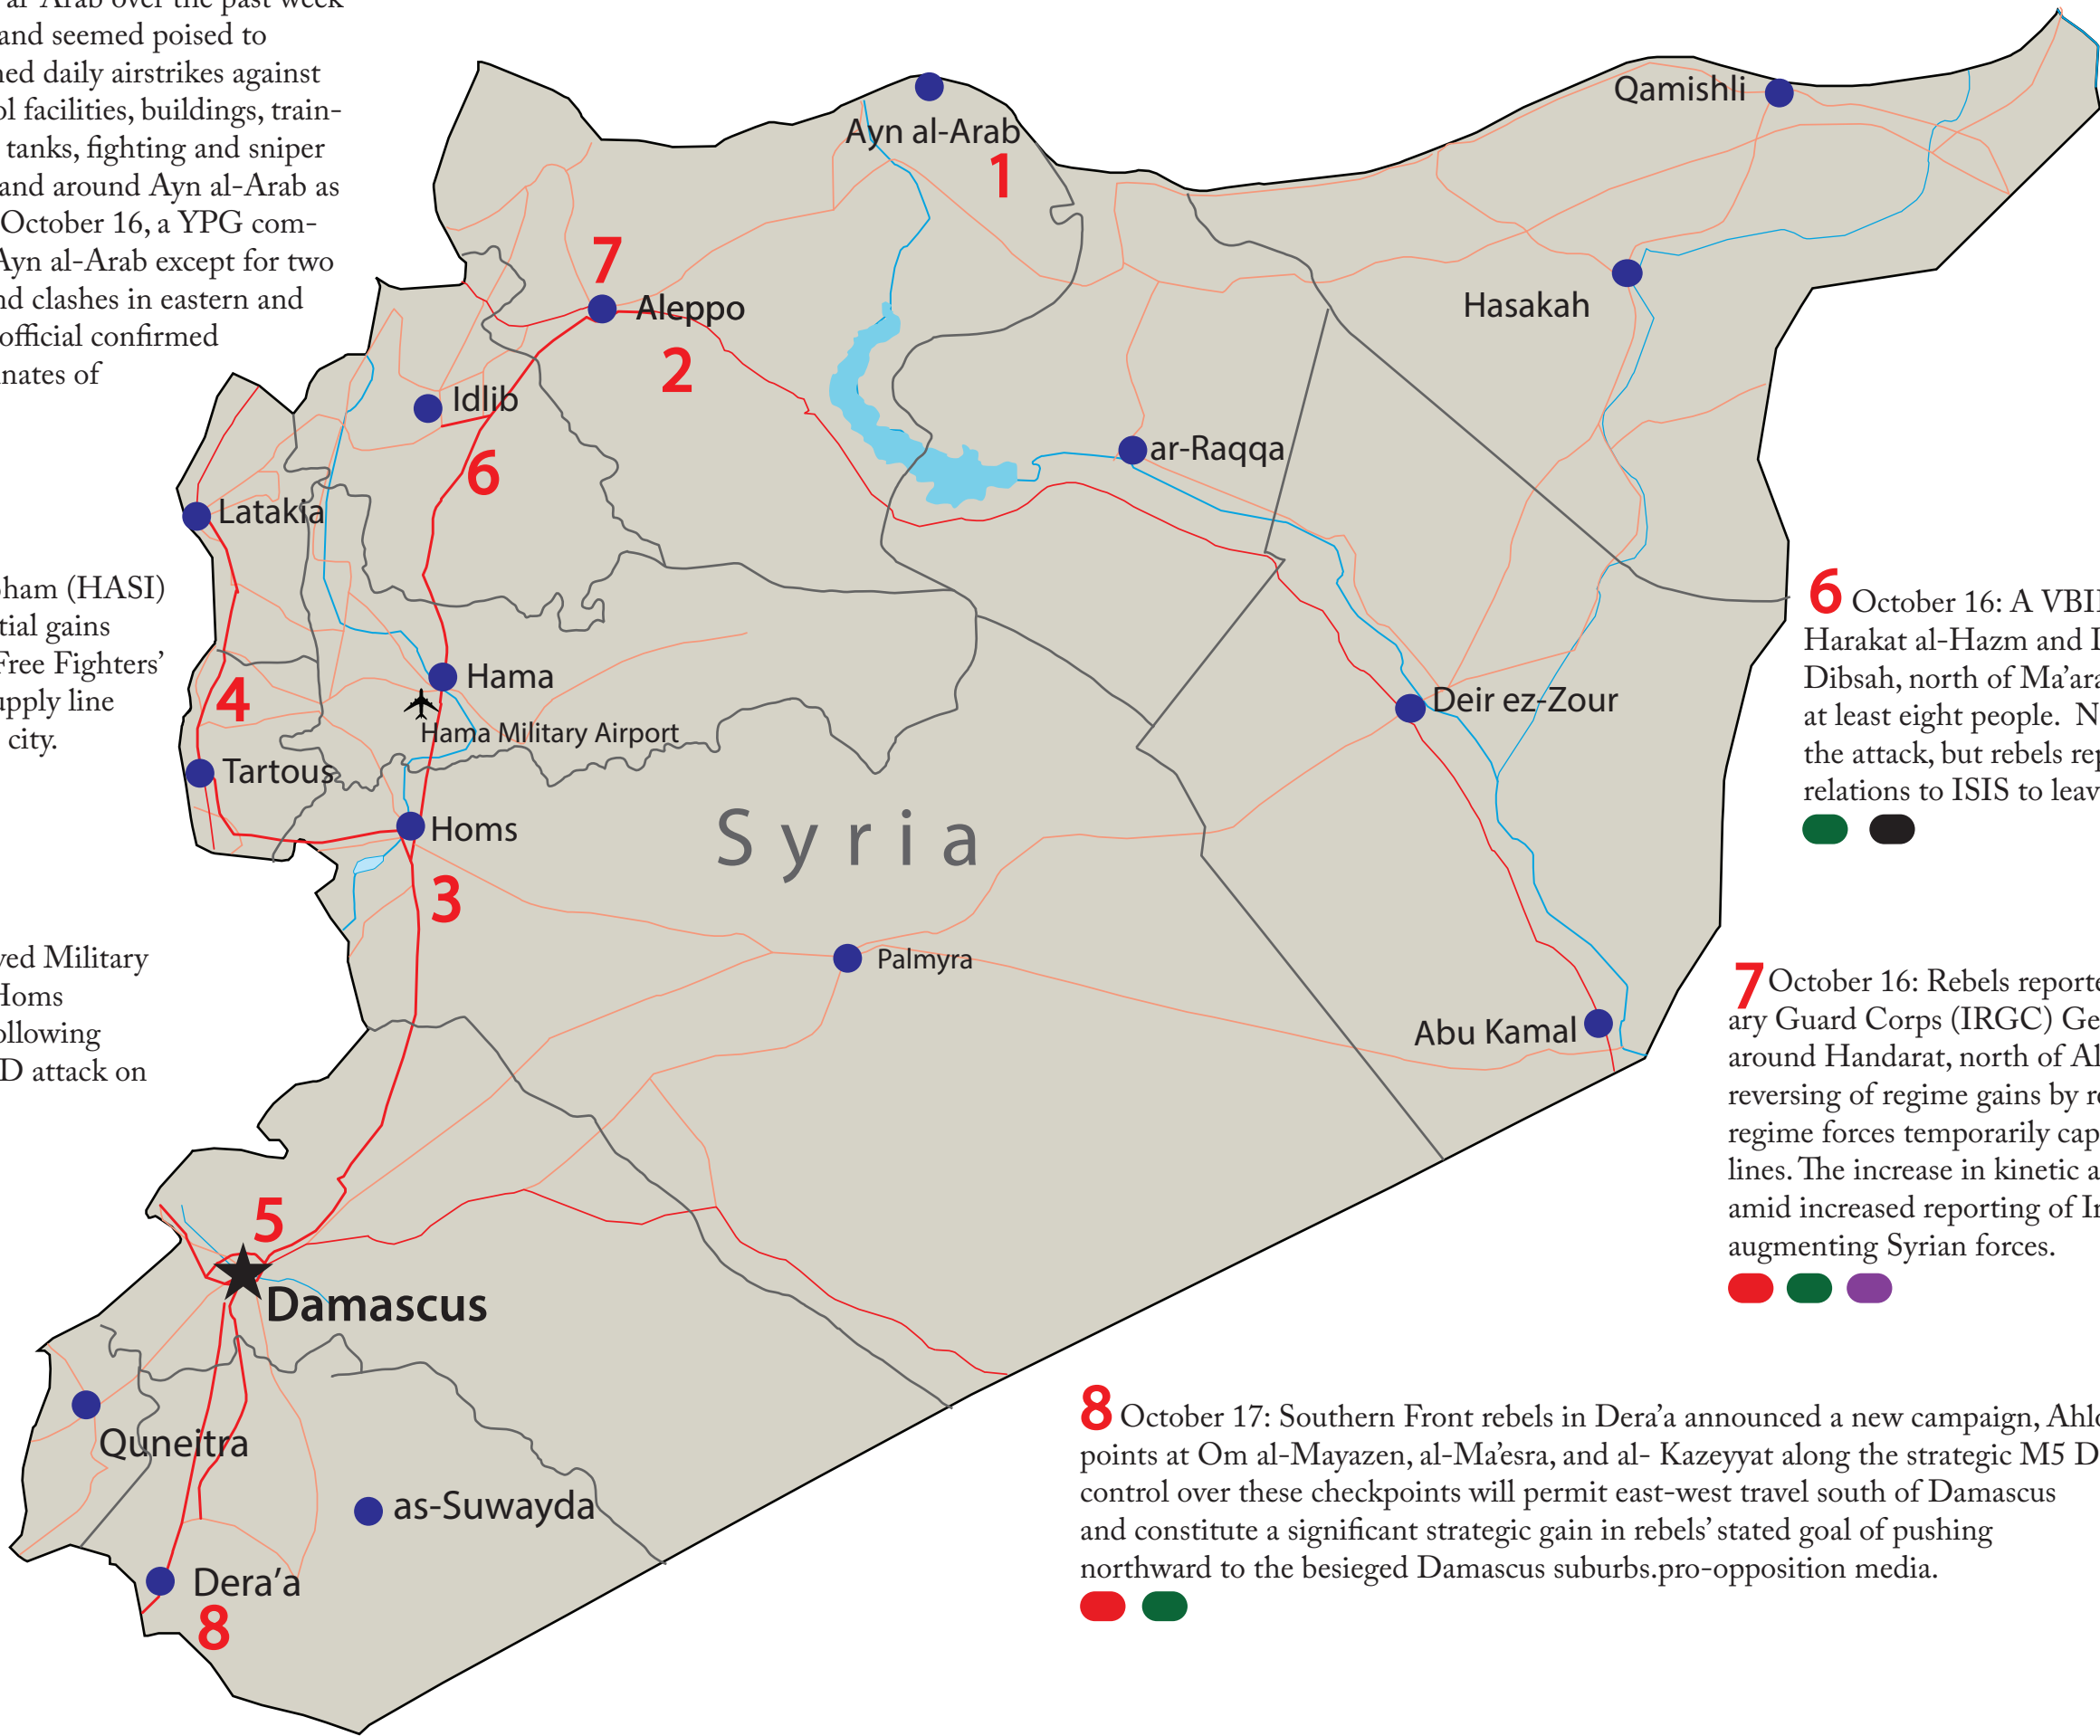 al-Arab over the past week
and seemed poised to
ned daily airstrikes against
ol facilities, buildings, train-
tanks, fighting and sniper
and around Ayn al-Arab as
October 16, a YPG com-
Ayn al-Arab except for two
nd clashes in eastern and
official confirmed
nates of
Qamishli
Ayn al-Arab
1
7
Aleppo
2
Hasakah
Idlib
6
ar-Raqqa
Latakia
ham (HASI)
tial gains
Free Fighters’
upply line
city.
4
Hama
Hama Military Airport
Tartous
Deir ez-Zour
Homs
Syria
3
Palmyra
Abu Kamal
ved Military
Homs
ollowing
D attack on
5
Damascus
Quneitra
as-Suwayda
Dera’a
8
6 October 16: A VBI
Harakat al-Hazm and
Dibsah, north of Ma’ara
at least eight people. N
the attack, but rebels rep
relations to ISIS to leav
7 October 16: Rebels reporte
ary Guard Corps (IRGC) Ge
around Handarat, north of Al
reversing of regime gains by r
regime forces temporarily cap
lines. The increase in kinetic a
amid increased reporting of Ir
augmenting Syrian forces.
8 October 17: Southern Front rebels in Dera’a announced a new campaign, Ahl
points at Om al-Mayazen, al-Ma’esra, and al- Kazeyyat along the strategic M5 D
control over these checkpoints will permit east-west travel south of Damascus
and constitute a significant strategic gain in rebels’ stated goal of pushing
northward to the besieged Damascus suburbs.pro-opposition media.